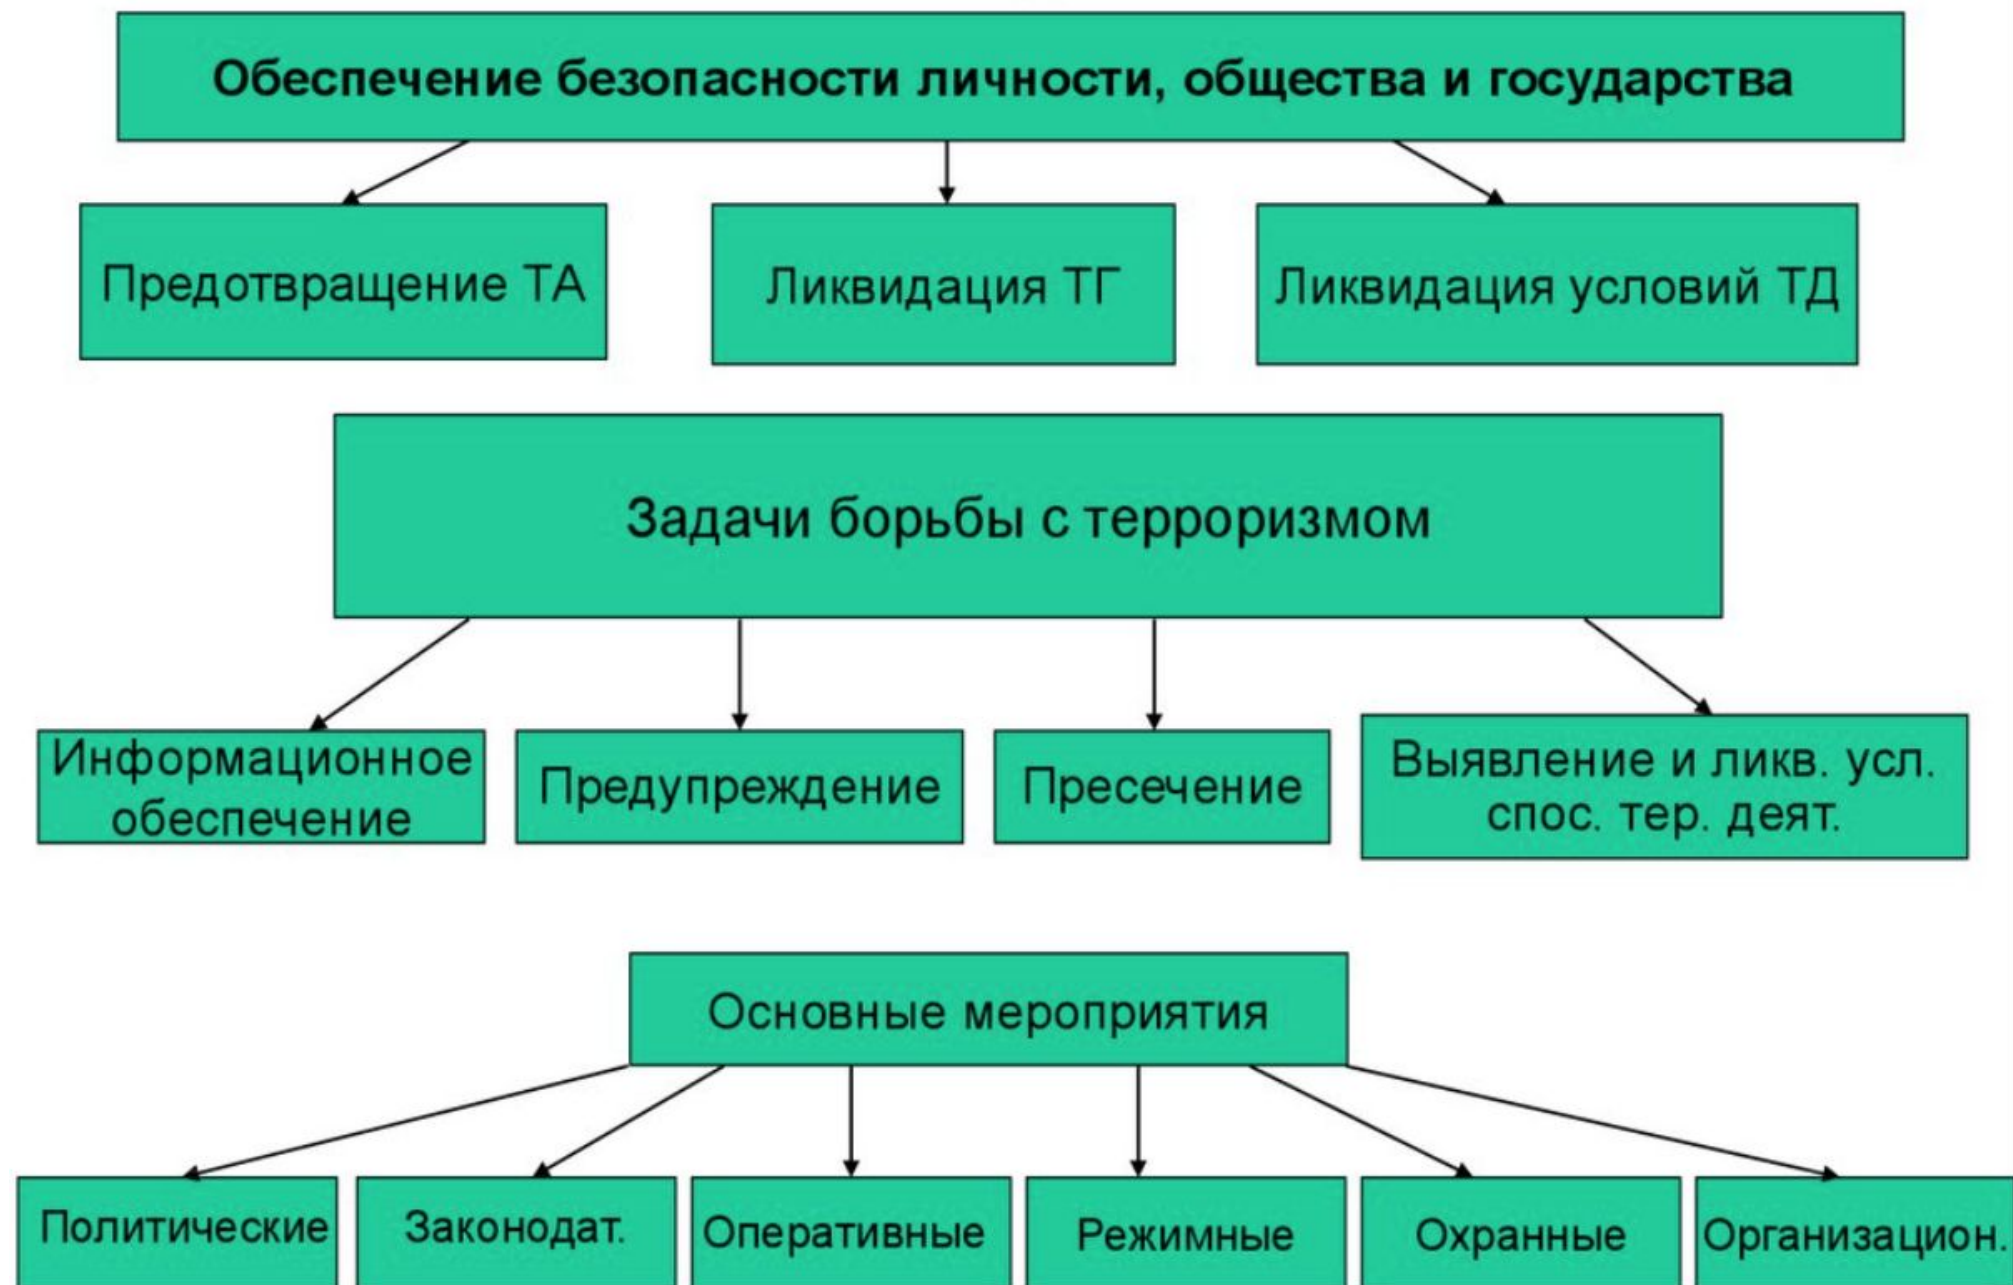 Обеспечение безопасности личности, общества и государства
Предотвращение ТА
Ликвидация ТГ
Ликвидация условий ТД
Задачи борьбы с терроризмом
Информационное
обеспечение
Предупреждение
Пресечение
Выявление и ликв. усл.
спос. тер. деят.
Основные мероприятия
Политические
Законодат.
Оперативные
Режимные
Охранные
Организацион.